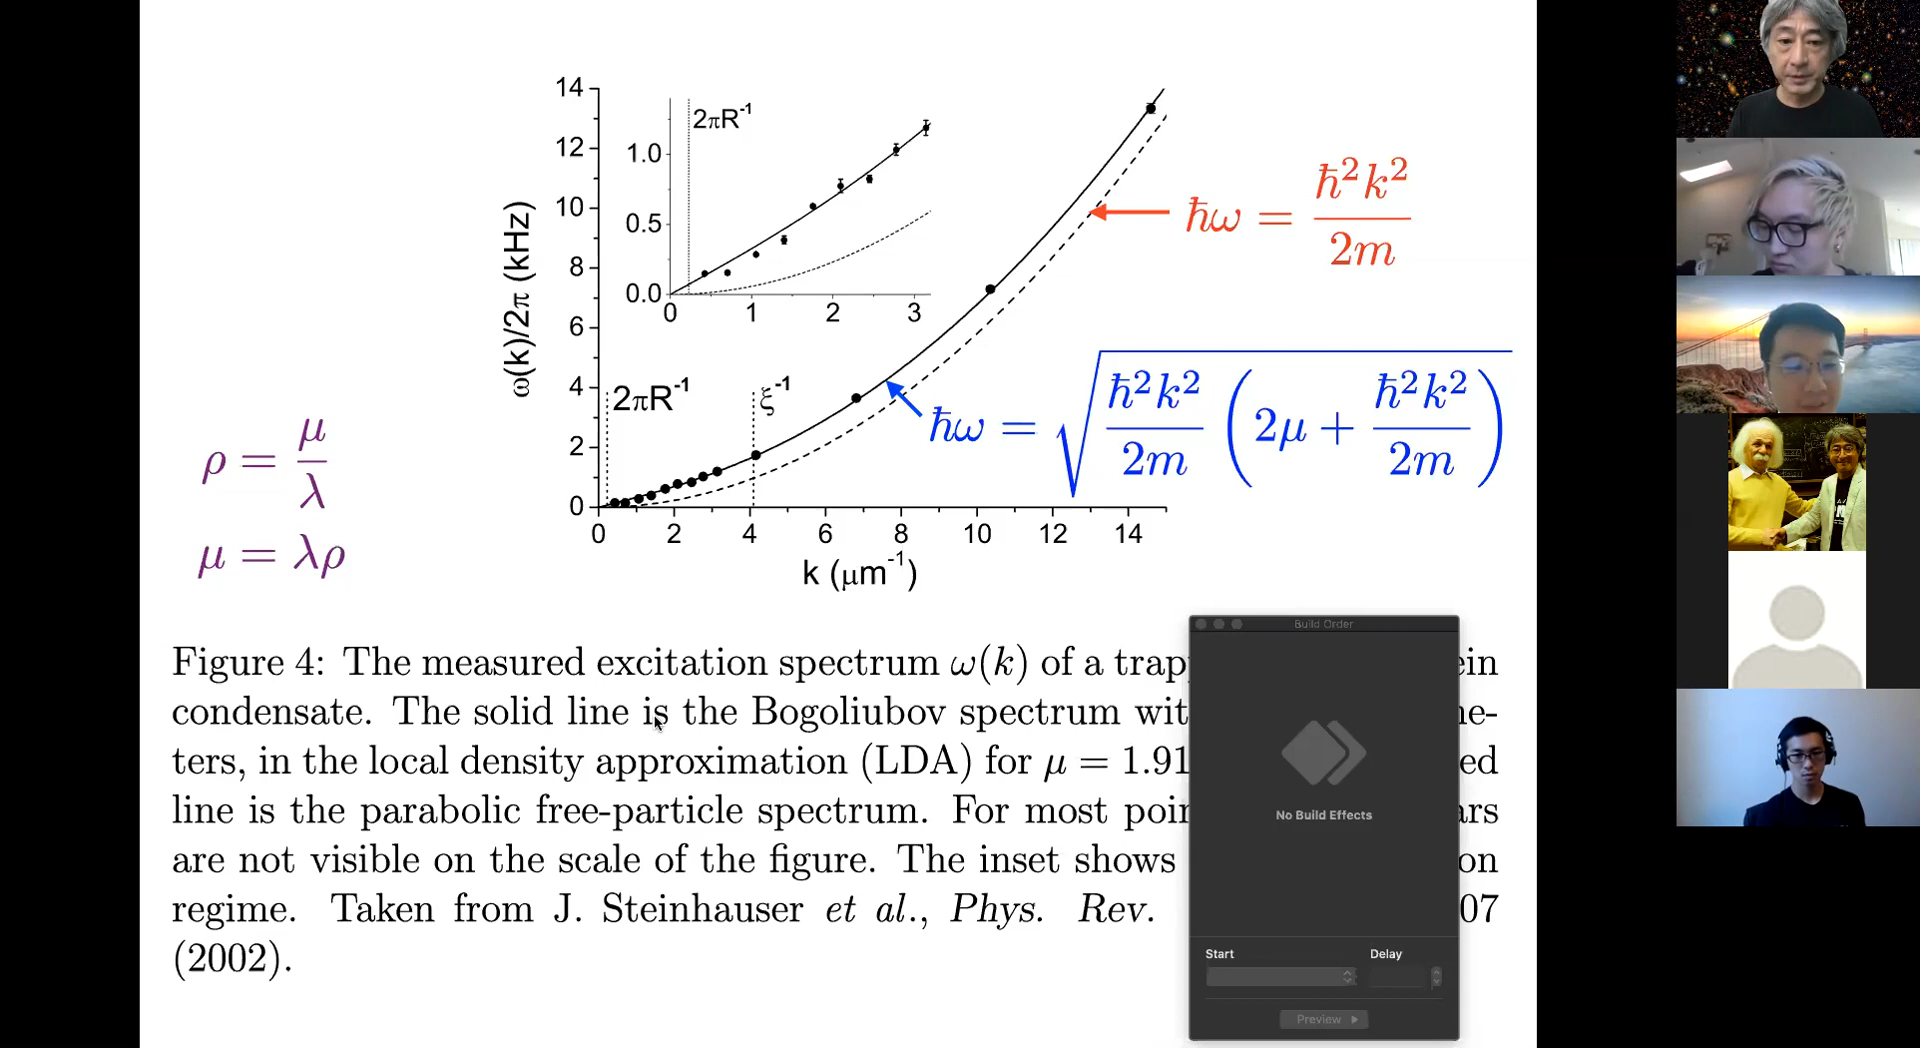 14
12
10
8
6
4
2
0
0 2 4 6 8 10 12 14
ω(k)/2π (kHz)
k (μm⁻¹)
2πR⁻¹
1.0
0.5
0.0
0 1 2 3
2πR⁻¹
ξ⁻¹
ħω = ħ²k²/2m
ħω = √(ħ²k²/2m (2μ + ħ²k²/2m))
ρ = μ/λ
μ = λρ
Figure 4: The measured excitation spectrum ω(k) of a
condensate. The solid line is the Bogoliubov spectrum
ters, in the local density approximation (LDA) for μ = 1.91
line is the parabolic free-particle spectrum. For most
are not visible on the scale of the figure. The inset shows on
regime. Taken from J. Steinhauser et al., Phys. Rev. 07
(2002).
Build Order
No Build Effects
Start Delay
Preview